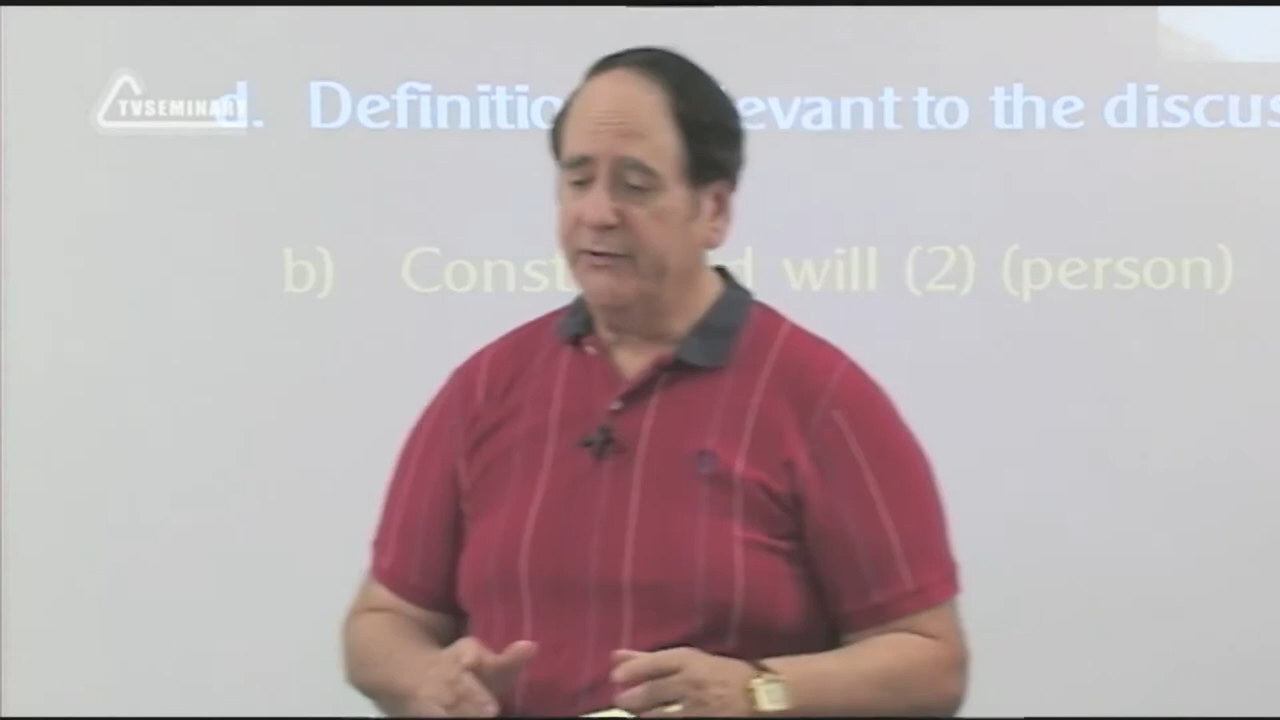 TVSEMINARY
d. Definitio evant to the discus
b) Const d will (2) (person)